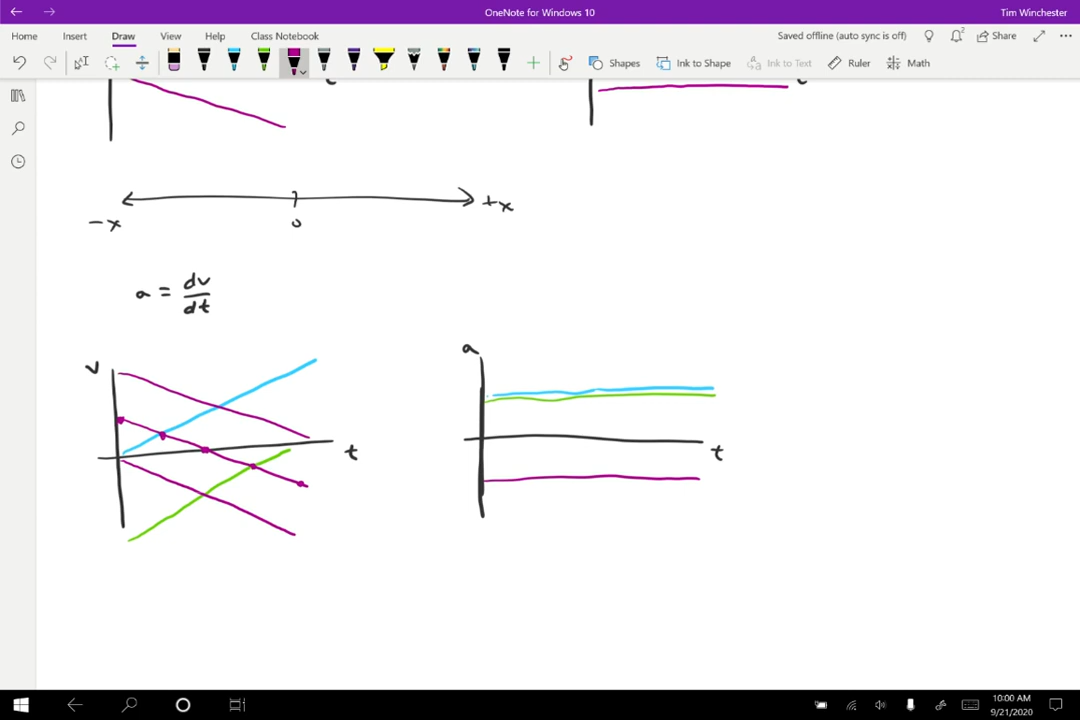 OneNote for Windows 10
Tim Winchester
Home Insert Draw View Help Class Notebook
Saved offline (auto sync is off) Share
Shapes Ink to Shape Ink to Text Ruler Math
-x 0 +x
a = dv
dt
v t
a t
10:00 AM
9/21/2020